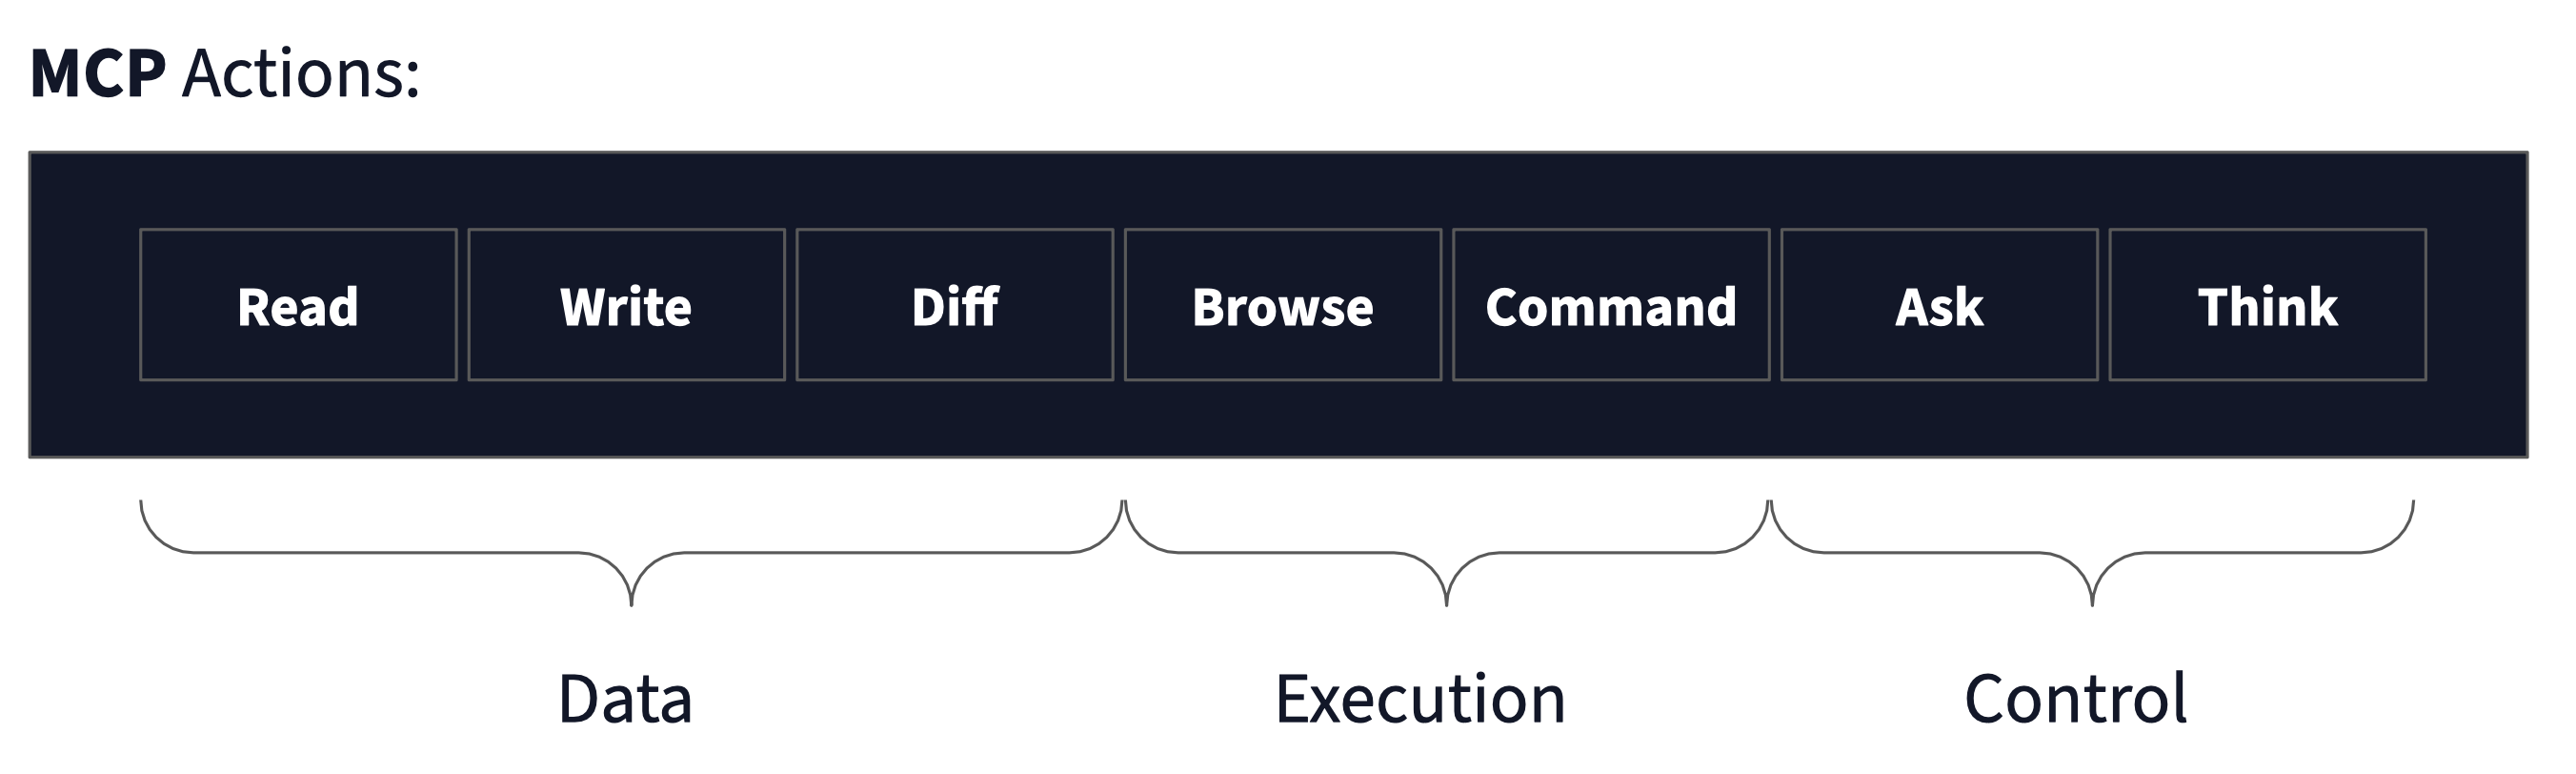 MCP Actions:
Read Write Diff Browse Command Ask Think
Data Execution Control